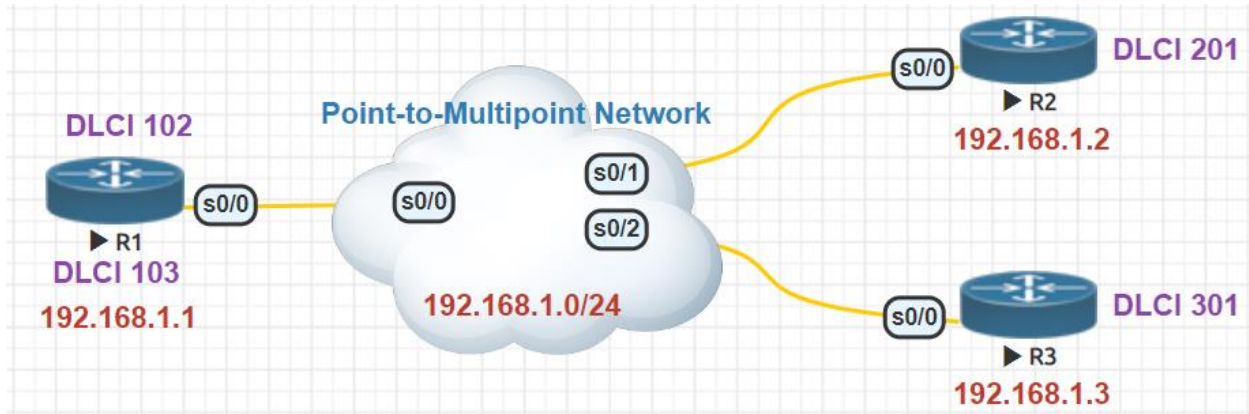 DLCI 102
s0/0
R1
DLCI 103
192.168.1.1
Point-to-Multipoint Network
s0/0
s0/1
s0/2
192.168.1.0/24
s0/0
DLCI 201
R2
192.168.1.2
s0/0
DLCI 301
R3
192.168.1.3